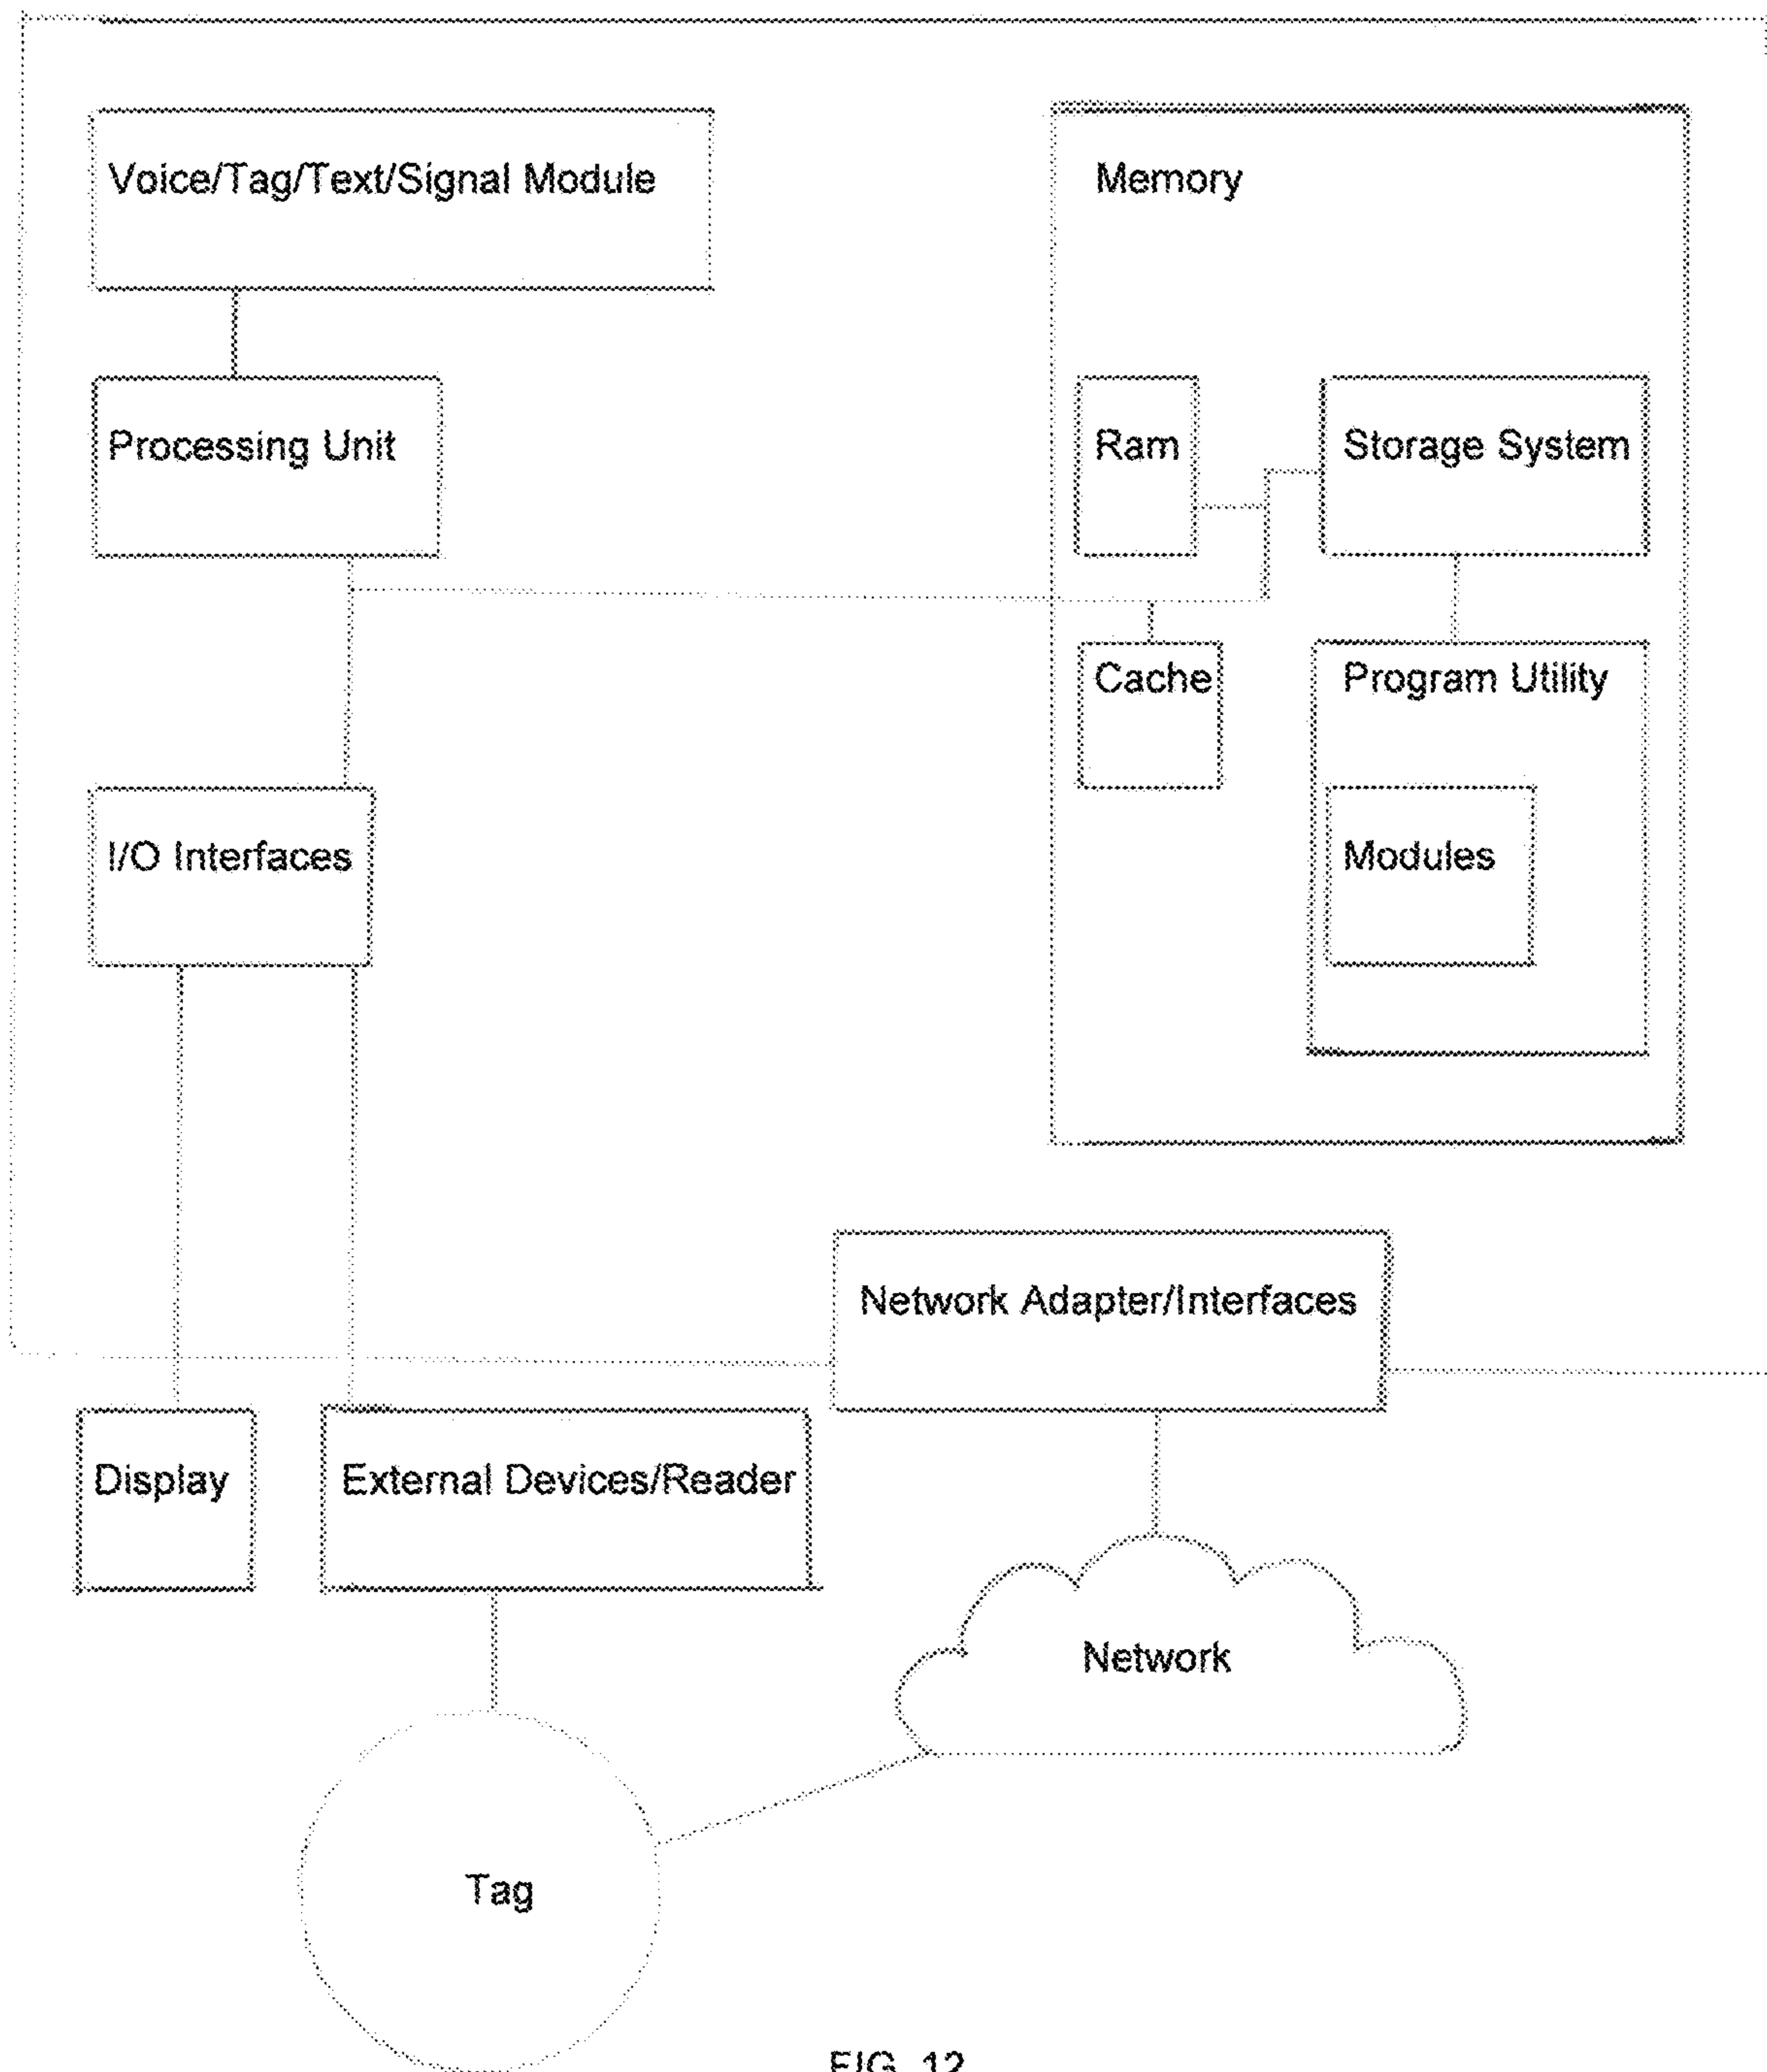 Voice/Tag/Text/Signal Module
Memory
Processing Unit
Ram
Storage System
Cache
Program Utility
I/O Interfaces
Modules
Network Adapter/Interfaces
Display
External Devices/Reader
Network
Tag
FIG. 12